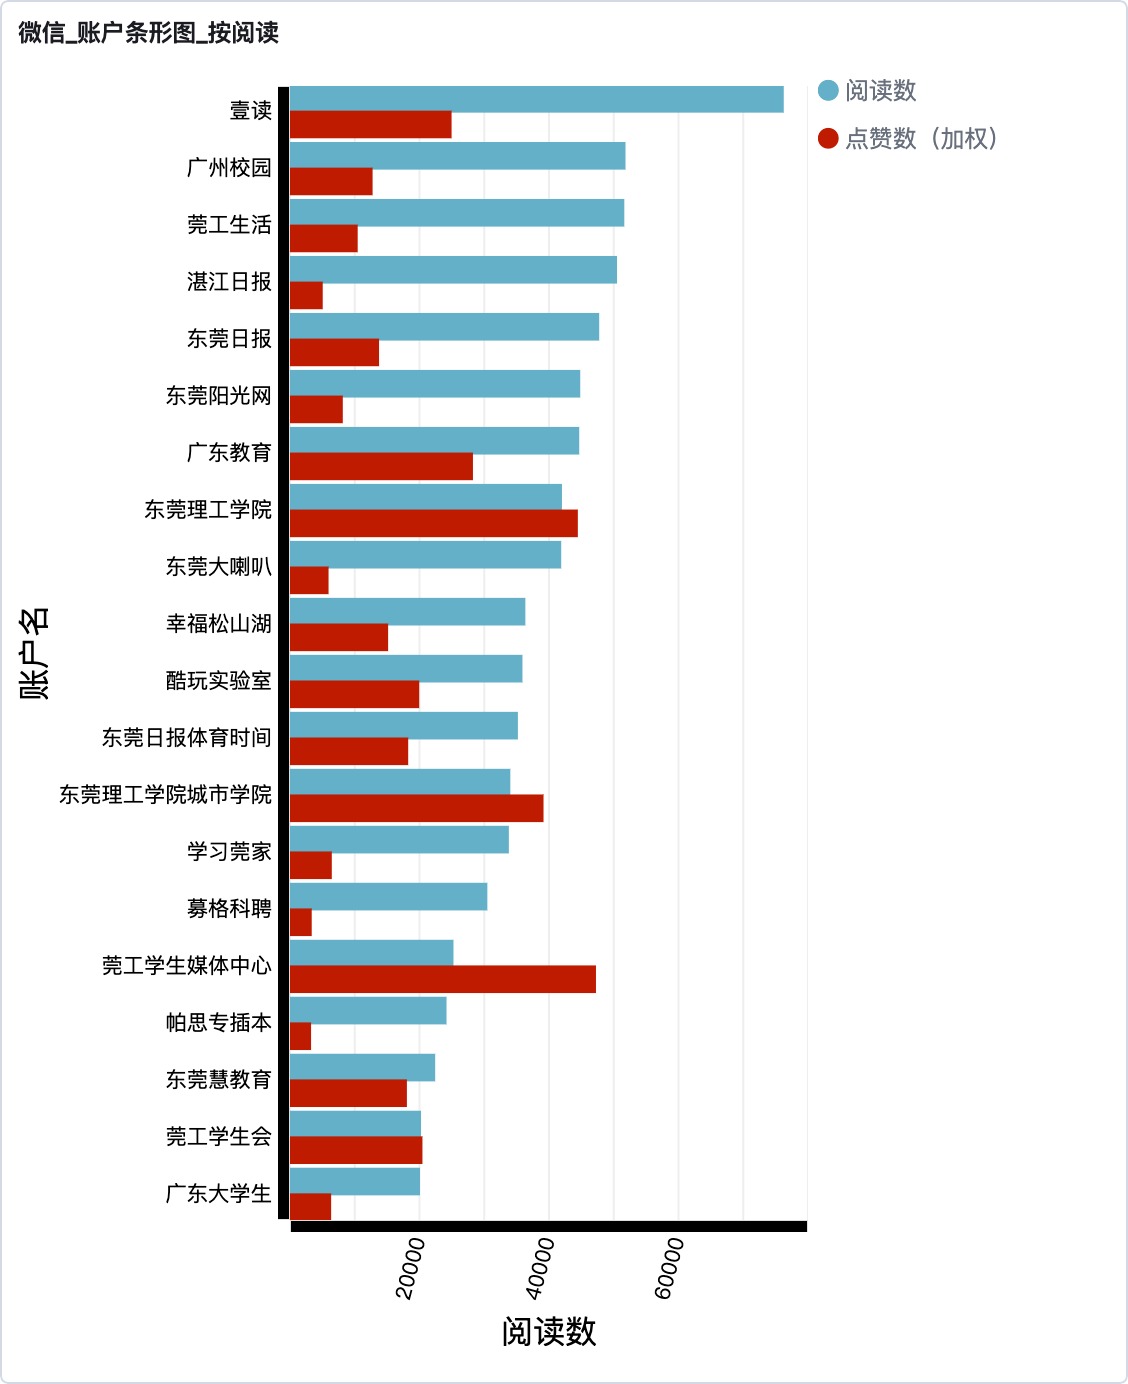 微信_账户条形图_按阅读
阅读数
点赞数（加权）
壹读
广州校园
莞工生活
湛江日报
东莞日报
东莞阳光网
广东教育
东莞理工学院
东莞大喇叭
幸福松山湖
酷玩实验室
东莞日报体育时间
东莞理工学院城市学院
学习莞家
募格科聘
莞工学生媒体中心
帕思专插本
东莞慧教育
莞工学生会
广东大学生
账户名
20000
40000
60000
阅读数